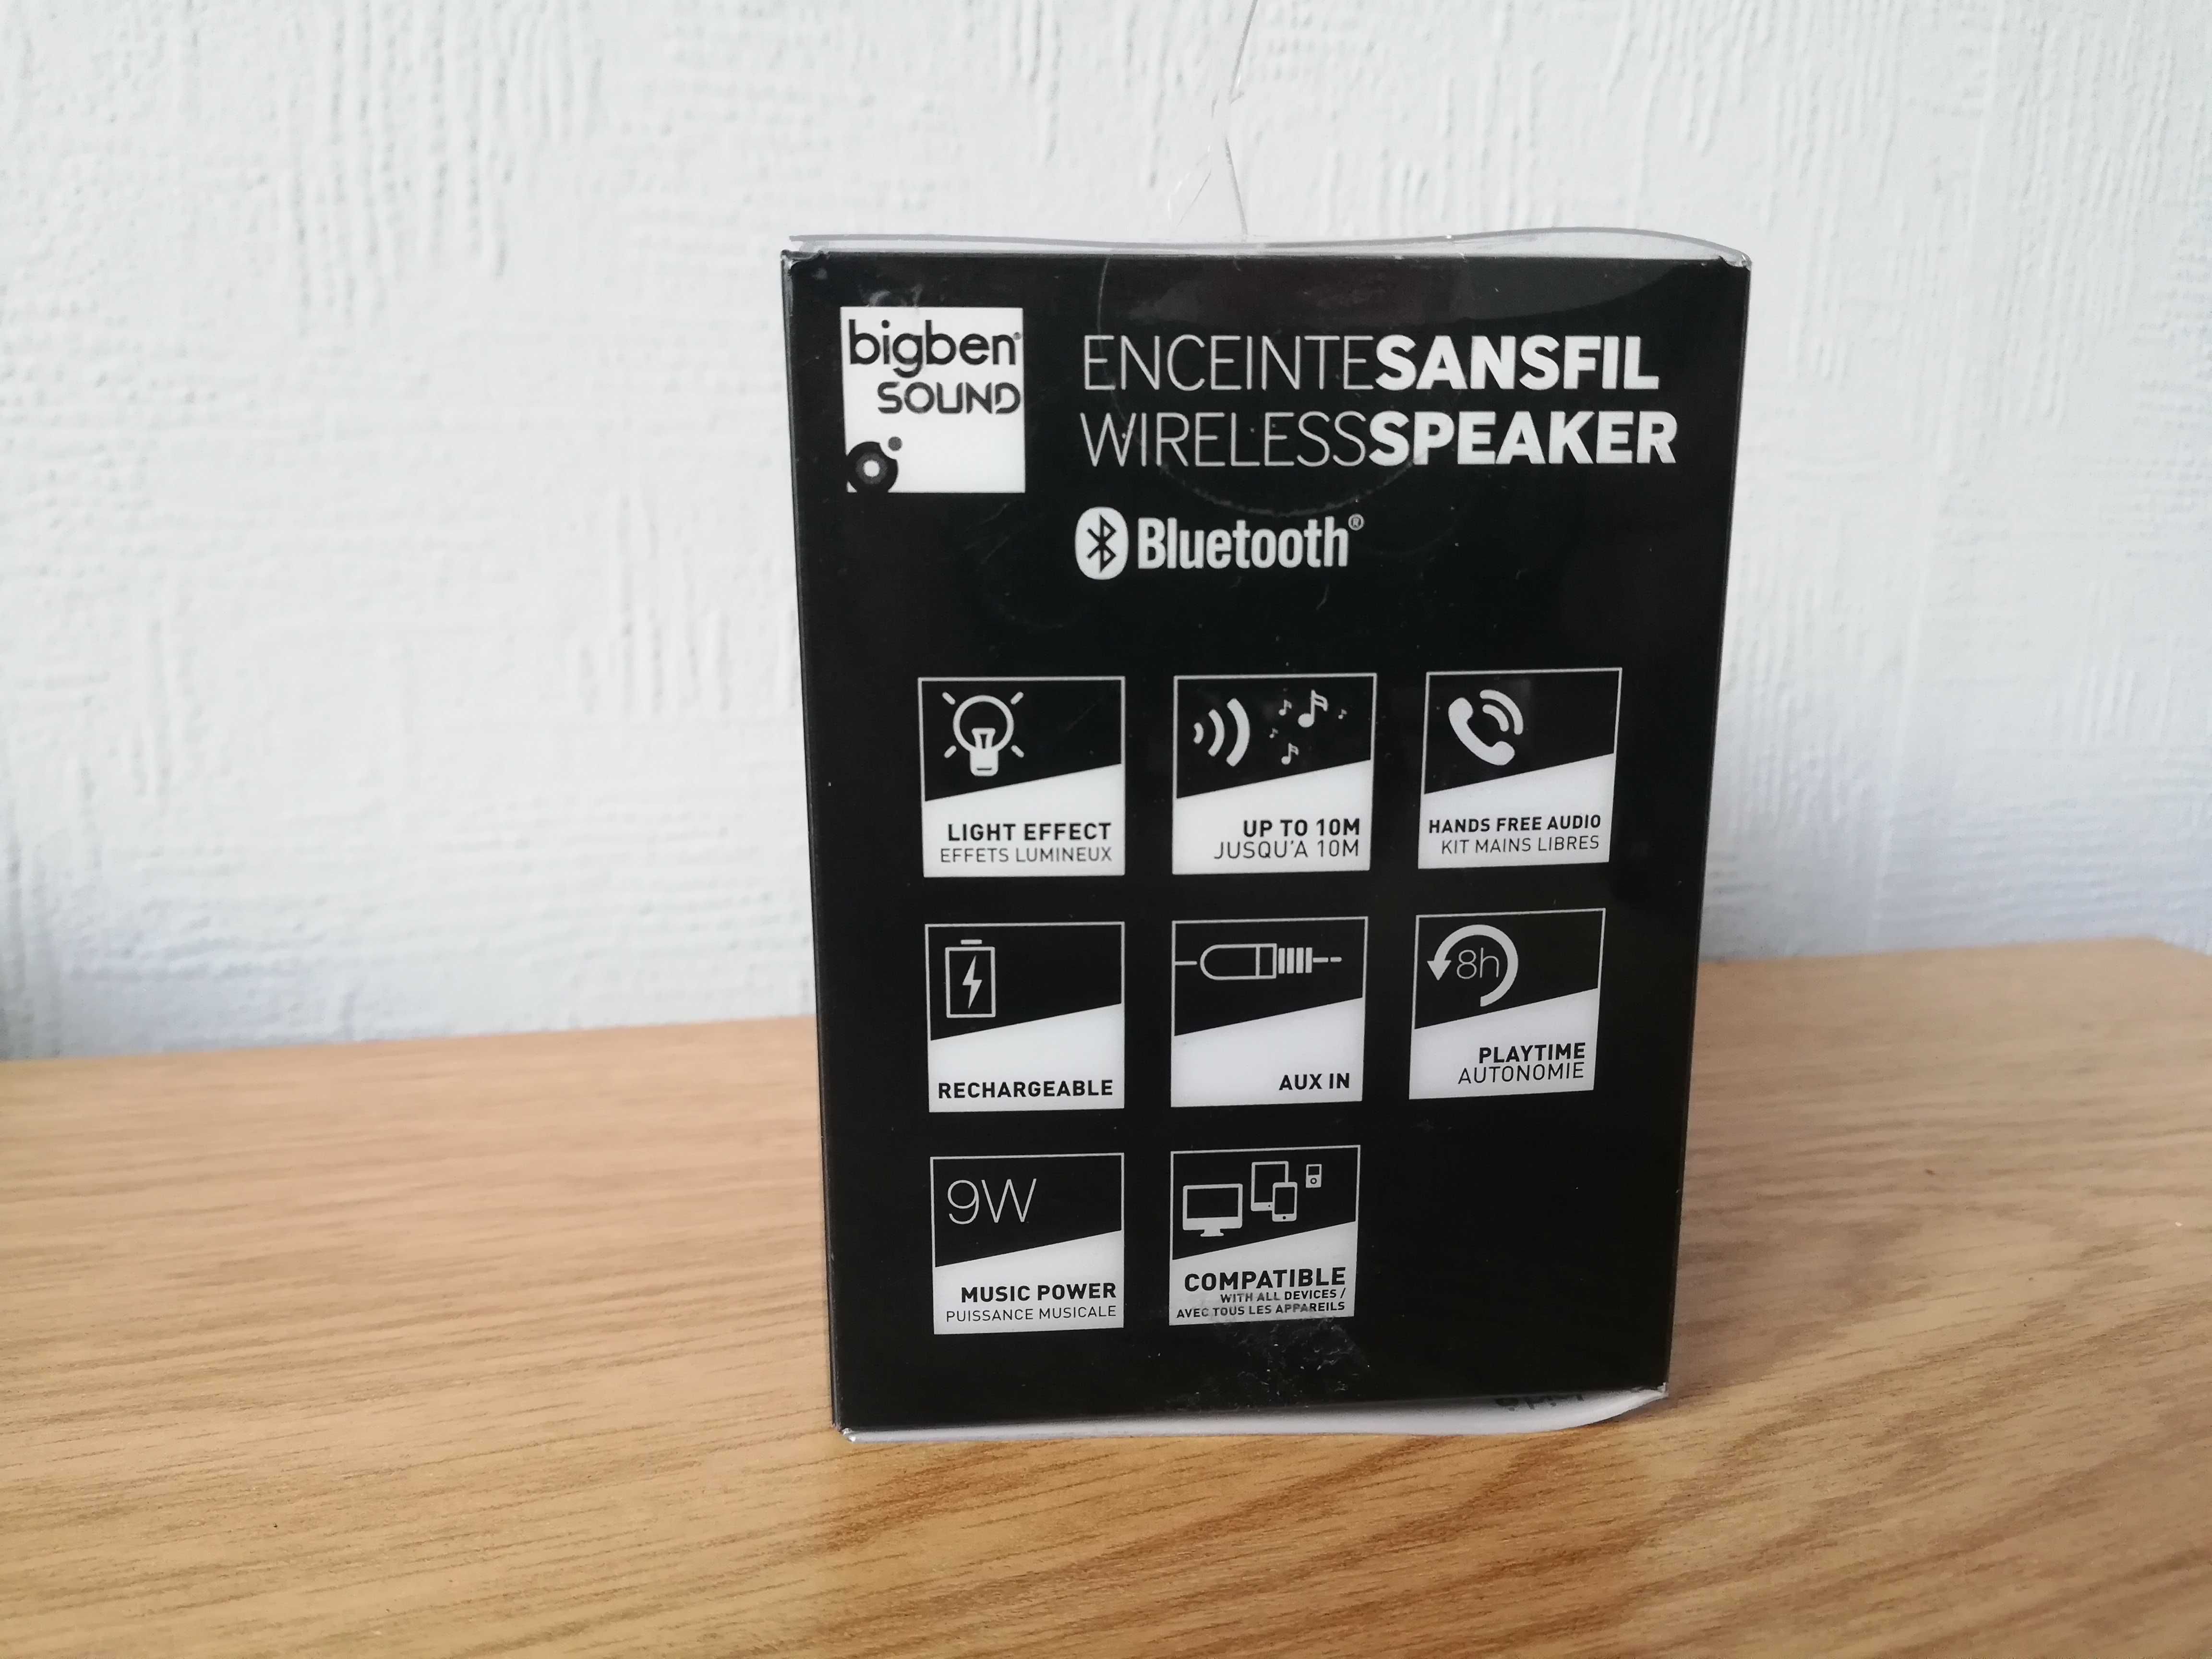 bigben®
SOUND
ENCEINTESANSFIL
WIRELESSSPEAKER
Bluetooth®
LIGHT EFFECT
EFFETS LUMINEUX
UP TO 10M
JUSQU'A 10M
HANDS FREE AUDIO
KIT MAINS LIBRES
RECHARGEABLE
AUX IN
8h
PLAYTIME
AUTONOMIE
9W
MUSIC POWER
PUISSANCE MUSICALE
COMPATIBLE
WITH ALL DEVICES /
AVEC TOUS LES APPAREILS